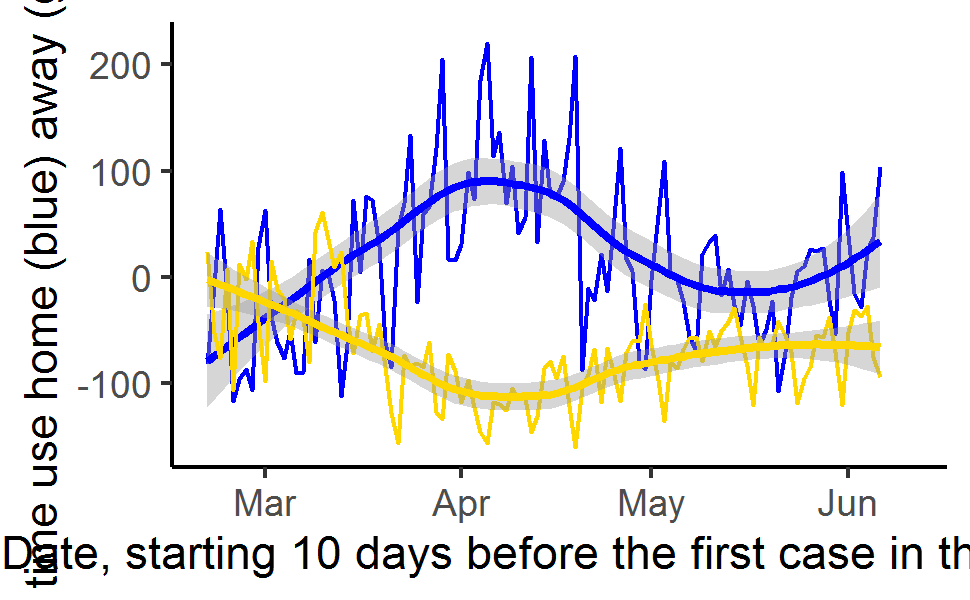 time use home (blue) away (
200
100
0
-100
Mar Apr May Jun
Date, starting 10 days before the first case in th